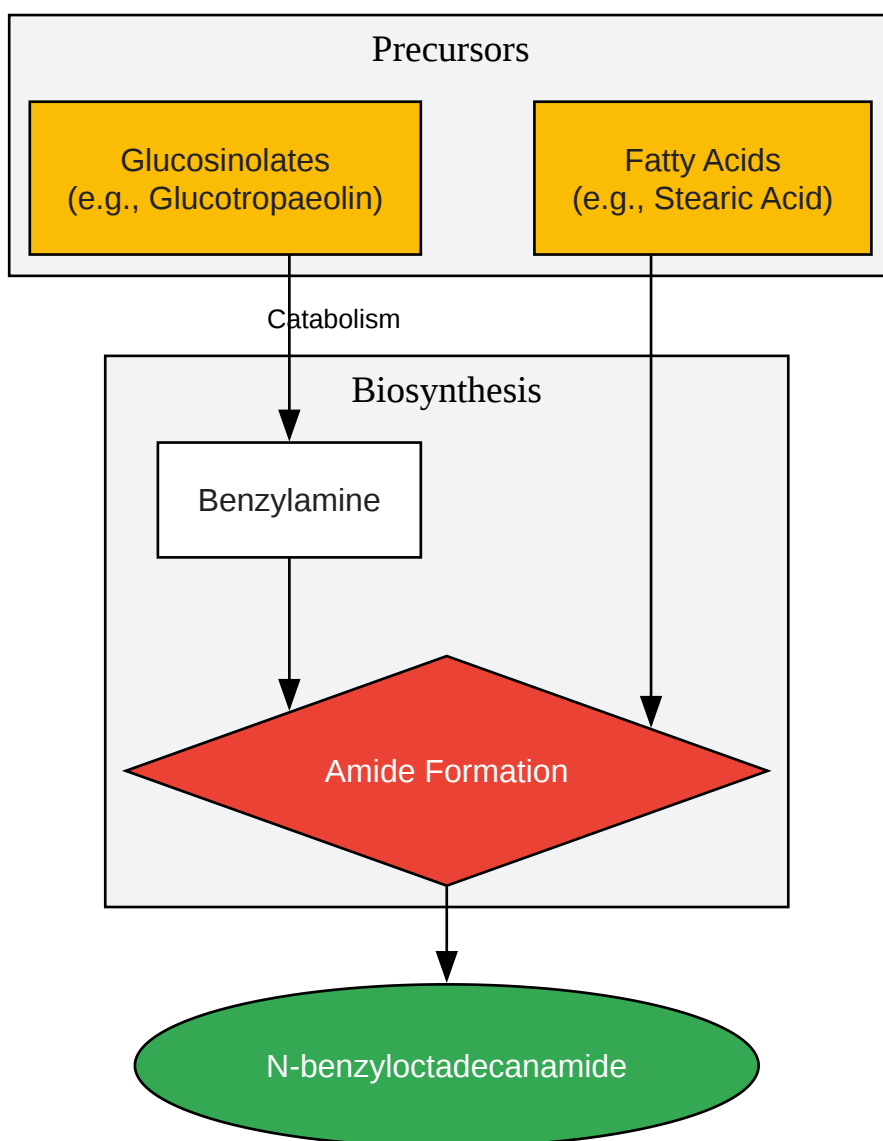 Precursors
Glucosinolates
(e.g., Glucotropaeolin)
Fatty Acids
(e.g., Stearic Acid)
Catabolism
Biosynthesis
Benzylamine
Amide Formation
N-benzyloctadecanamide